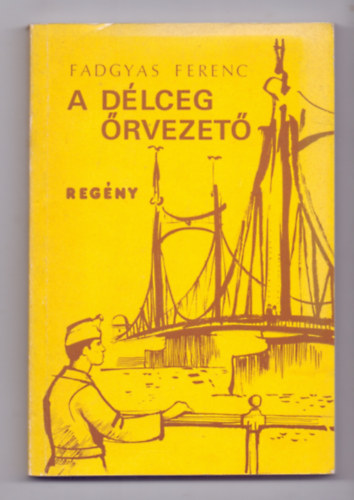 FADGYAS FERENC
A DÉLCEG
ŐRVEZETŐ
REGÉNY